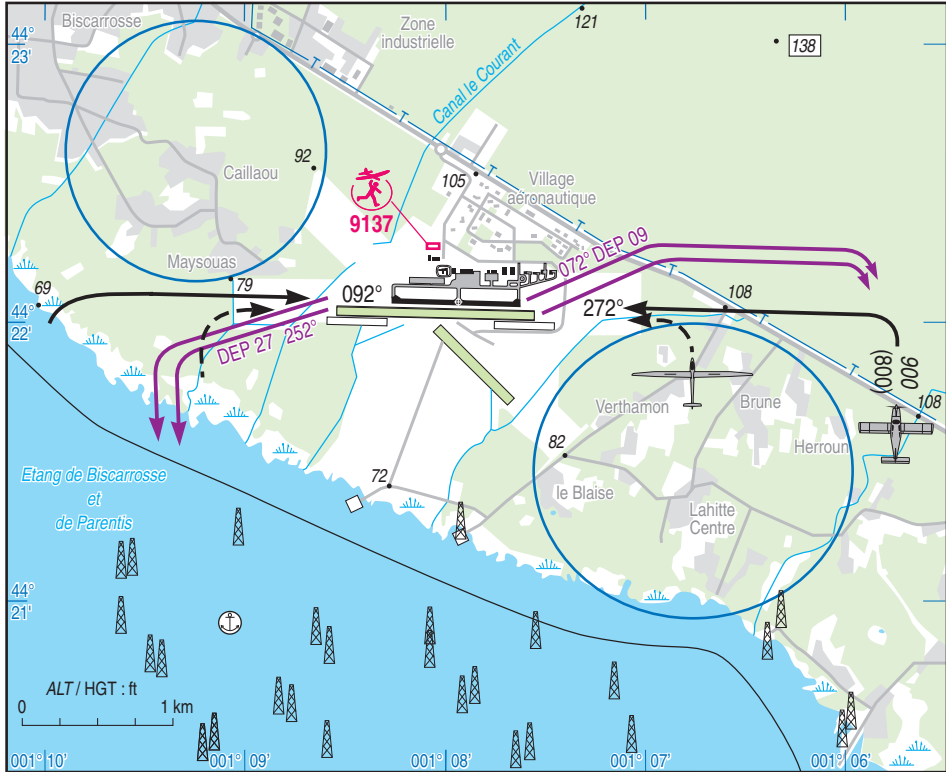 Biscarrosse
Zone
industrielle
121
138
44°
23'
Canal le Courant
T
92
Caillaou
105
Village
aéronautique
9137
T
T
072° DEP 09
Maysouas
79
69
092°
272°
108
44°
22'
DEP 27 252°
900
(800)
108
Verthamon
Brune
Herroun
82
le Blaise
Lahitte
Centre
72
T
Etang de Biscarrosse
et
de Parentis
44°
21'
ALT / HGT : ft
0 1 km
001° 10' 001° 09' 001° 08' 001° 07' 001° 06'